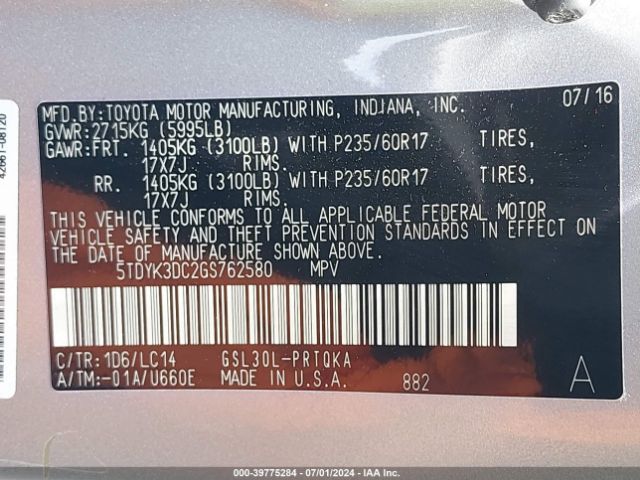 MFD.BY:TOYOTA MOTOR MANUFACTURING, INDIANA, INC. 07/16
GVWR:2715KG (5995LB)
GAWR:FRT. 1405KG (3100LB) WITH P235/60R17 TIRES,
17X7J RIMS.
RR. 1405KG (3100LB) WITH P235/60R17 TIRES,
17X7J RIMS.
THIS VEHICLE CONFORMS TO ALL APPLICABLE FEDERAL MOTOR
VEHICLE SAFETY AND THEFT PREVENTION STANDARDS IN EFFECT ON
THE DATE OF MANUFACTURE SHOWN ABOVE.
5TDYK3DC2GS762580 MPV
C/TR:1D6/LC14 GSL30L-PRTQKA
A/TM:-01A/U660E MADE IN U.S.A. 882 A
42661-08120
000-39775284 - 07/01/2024 - IAA Inc.